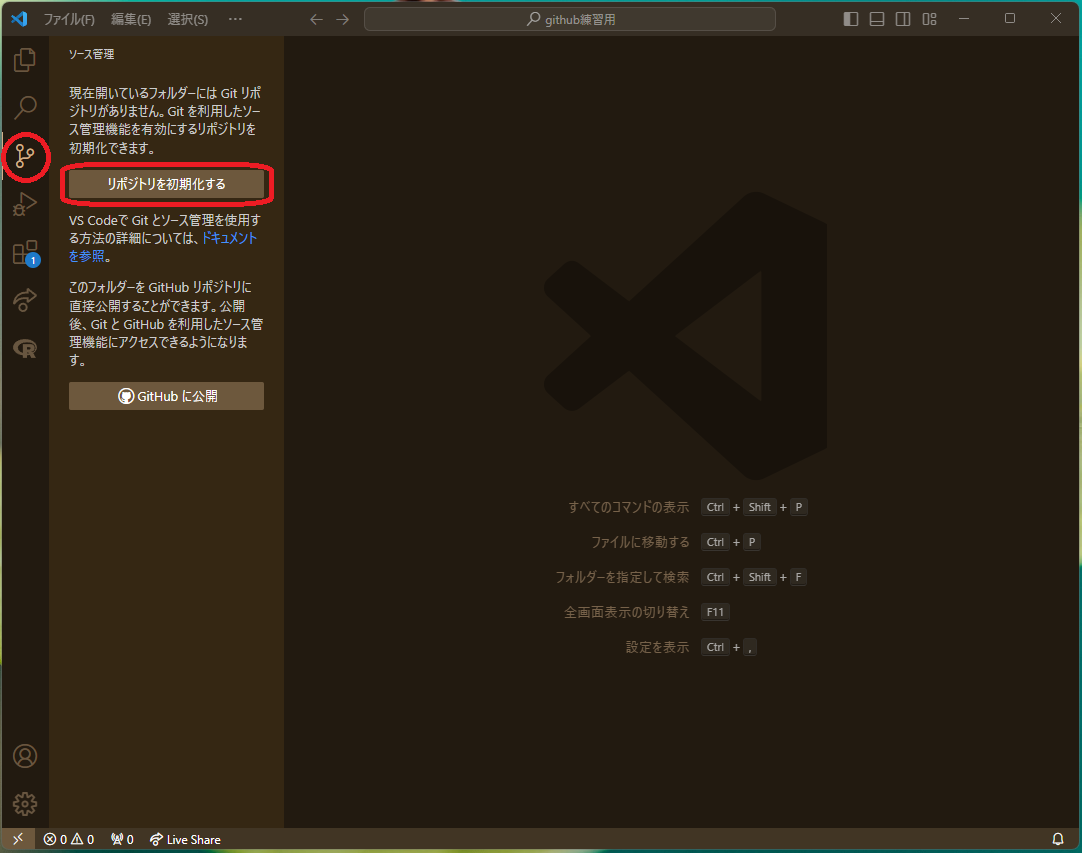 ファイル(F) 編集(E) 選択(S) … github練習用
ソース管理
現在開いているフォルダーには Git リポ
ジトリがありません。Git を利用したソー
ス管理機能を有効にするリポジトリを
初期化できます。
リポジトリを初期化する
VS Codeで Git とソース管理を使用す
る方法の詳細については、ドキュメント
を参照。
1
このフォルダーを GitHub リポジトリに
直接公開することができます。公開
後、Git と GitHub を利用したソース管
理機能にアクセスできるようになりま
す。
R
GitHub に公開
すべてのコマンドの表示 Ctrl + Shift + P
ファイルに移動する Ctrl + P
フォルダーを指定して検索 Ctrl + Shift + F
全画面表示の切り替え F11
設定を表示 Ctrl + ,
0 0 0 Live Share